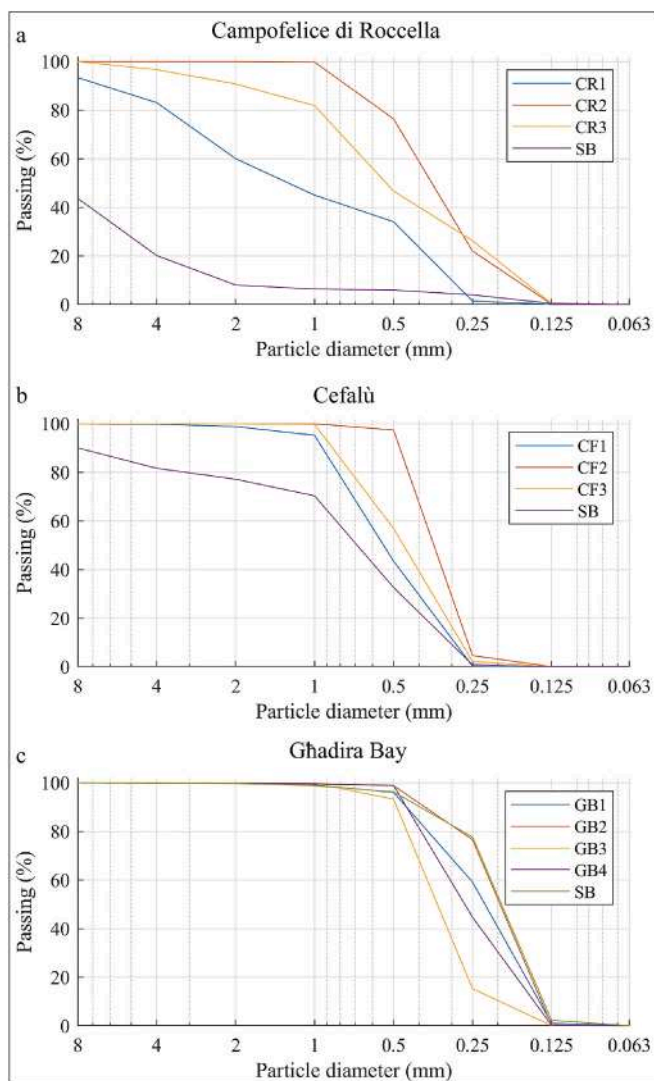 a
Campofelice di Roccella
100
80
60
40
20
0
Passing (%)
CR1
CR2
CR3
SB
8 4 2 1 0.5 0.25 0.125 0.063
Particle diameter (mm)
b
Cefalù
100
80
60
40
20
0
Passing (%)
CF1
CF2
CF3
SB
8 4 2 1 0.5 0.25 0.125 0.063
Particle diameter (mm)
c
Għadira Bay
100
80
60
40
20
0
Passing (%)
GB1
GB2
GB3
GB4
SB
8 4 2 1 0.5 0.25 0.125 0.063
Particle diameter (mm)